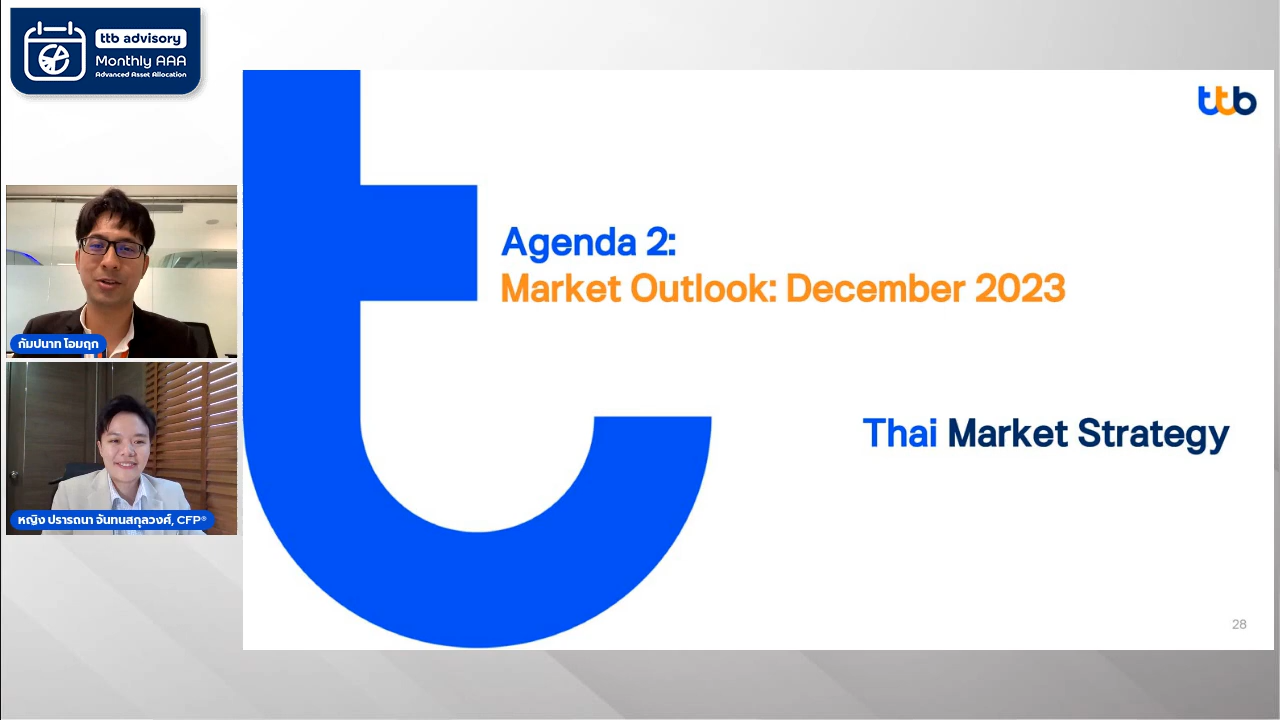 ttb advisory
Monthly AAA
Advanced Asset Allocation
ttb
Agenda 2:
Market Outlook: December 2023
กัมปนาท โอมฤก
Thai Market Strategy
หญิง ปรารถนา จันทนสกุลวงศ์, CFP®
28